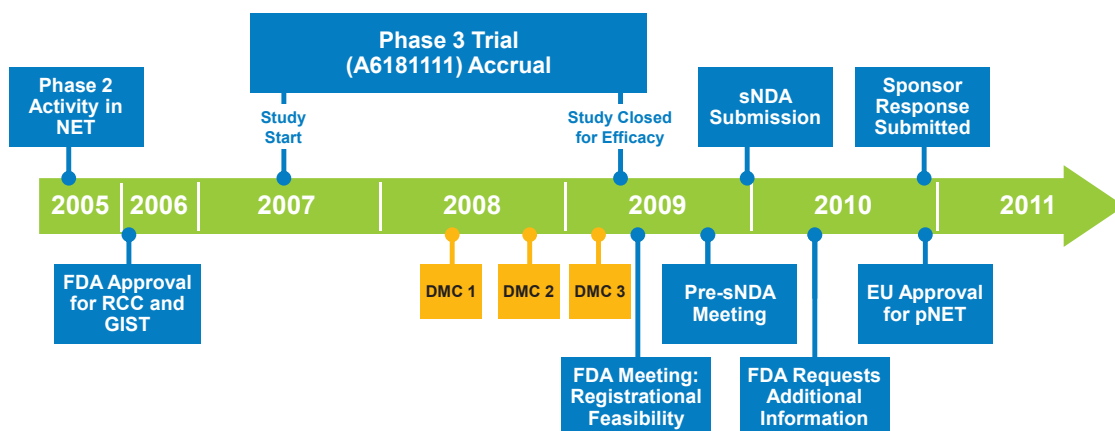 Phase 3 Trial
(A6181111) Accrual
Phase 2
Activity in
NET
Study
Start
Study Closed
for Efficacy
sNDA
Submission
Sponsor
Response
Submitted
2005
2006
2007
2008
2009
2010
2011
FDA Approval
for RCC and
GIST
DMC 1
DMC 2
DMC 3
Pre-sNDA
Meeting
EU Approval
for pNET
FDA Meeting:
Registrational
Feasibility
FDA Requests
Additional
Information